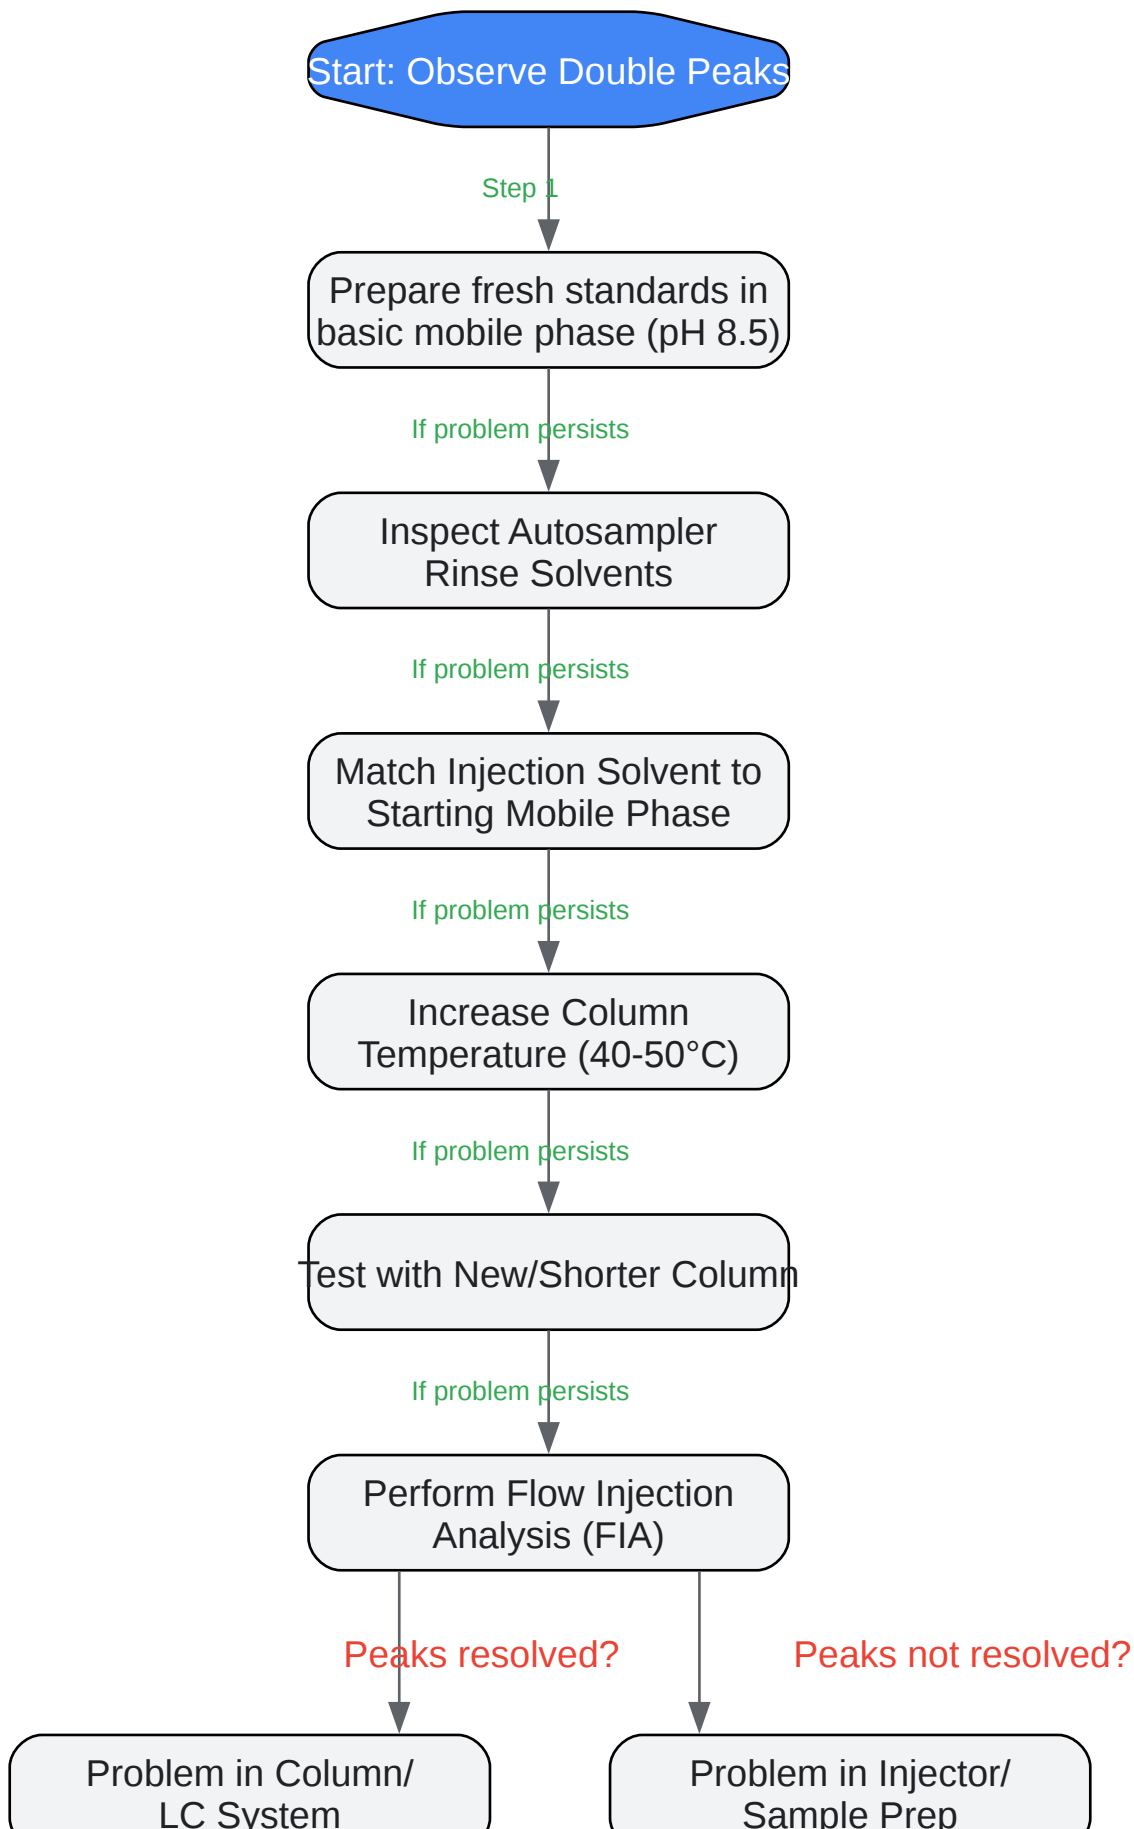 Start: Observe Double Peaks
Step 1
Prepare fresh standards in
basic mobile phase (pH 8.5)
If problem persists
Inspect Autosampler
Rinse Solvents
If problem persists
Match Injection Solvent to
Starting Mobile Phase
If problem persists
Increase Column
Temperature (40-50°C)
If problem persists
Test with New/Shorter Column
If problem persists
Perform Flow Injection
Analysis (FIA)
Peaks resolved?
Peaks not resolved?
Problem in Column/
LC System
Problem in Injector/
Sample Prep